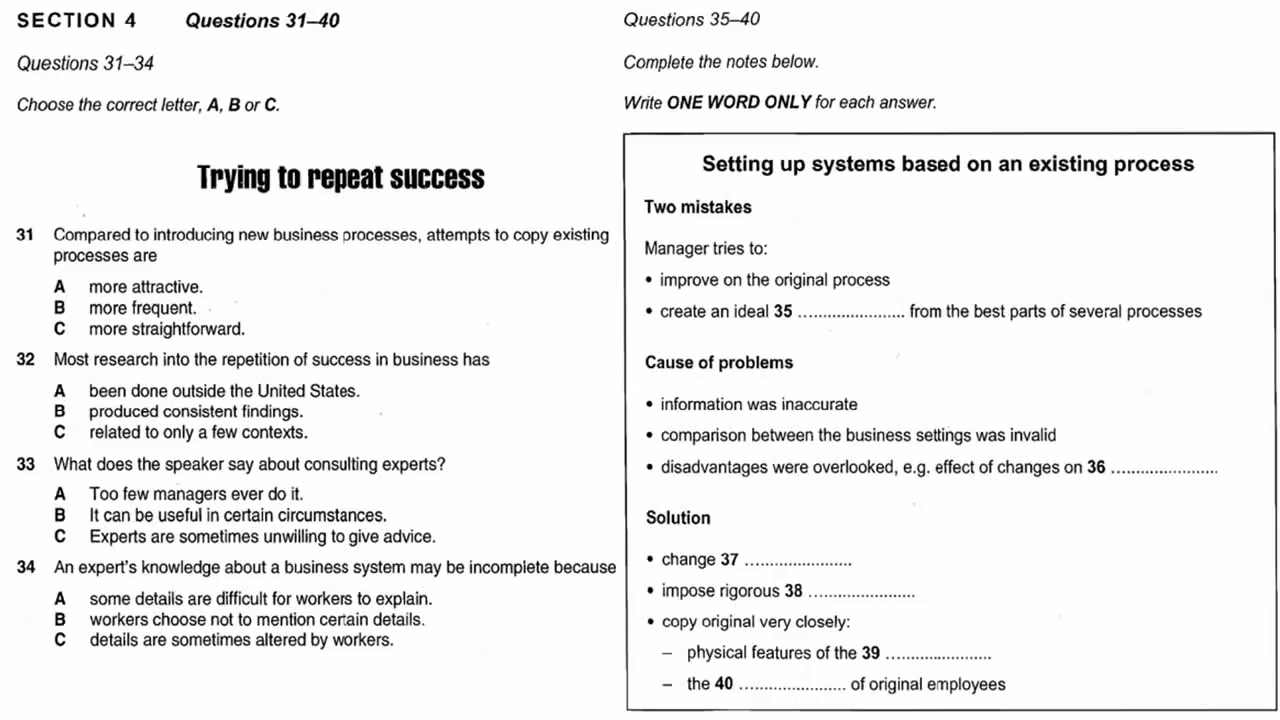 SECTION 4 Questions 31–40
Questions 31–34
Choose the correct letter, A, B or C.
Trying to repeat success
31 Compared to introducing new business processes, attempts to copy existing
processes are
A more attractive.
B more frequent.
C more straightforward.
32 Most research into the repetition of success in business has
A been done outside the United States.
B produced consistent findings.
C related to only a few contexts.
33 What does the speaker say about consulting experts?
A Too few managers ever do it.
B It can be useful in certain circumstances.
C Experts are sometimes unwilling to give advice.
34 An expert's knowledge about a business system may be incomplete because
A some details are difficult for workers to explain.
B workers choose not to mention certain details.
C details are sometimes altered by workers.
Questions 35–40
Complete the notes below.
Write ONE WORD ONLY for each answer.
Setting up systems based on an existing process
Two mistakes
Manager tries to:
• improve on the original process
• create an ideal 35 ...................... from the best parts of several processes
Cause of problems
• information was inaccurate
• comparison between the business settings was invalid
• disadvantages were overlooked, e.g. effect of changes on 36 ......................
Solution
• change 37 ......................
• impose rigorous 38 ......................
• copy original very closely:
– physical features of the 39 ......................
– the 40 ...................... of original employees